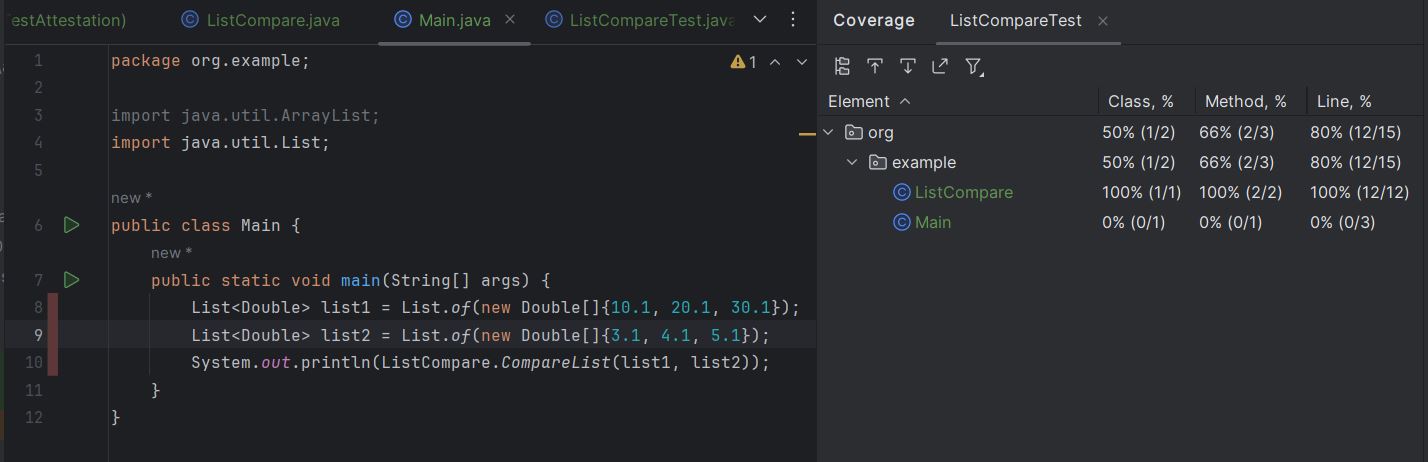 estAttestation)
ListCompare.java
Main.java
ListCompareTest.java
1 package org.example;
1
2
3 import java.util.ArrayList;
4 import java.util.List;
5
new *
6 public class Main {
new *
7 public static void main(String[] args) {
8 List<Double> list1 = List.of(new Double[]{10.1, 20.1, 30.1});
9 List<Double> list2 = List.of(new Double[]{3.1, 4.1, 5.1});
10 System.out.println(ListCompare.CompareList(list1, list2));
11 }
12 }
Coverage ListCompareTest
Element Class, % Method, % Line, %
org 50% (1/2) 66% (2/3) 80% (12/15)
example 50% (1/2) 66% (2/3) 80% (12/15)
ListCompare 100% (1/1) 100% (2/2) 100% (12/12)
Main 0% (0/1) 0% (0/1) 0% (0/3)